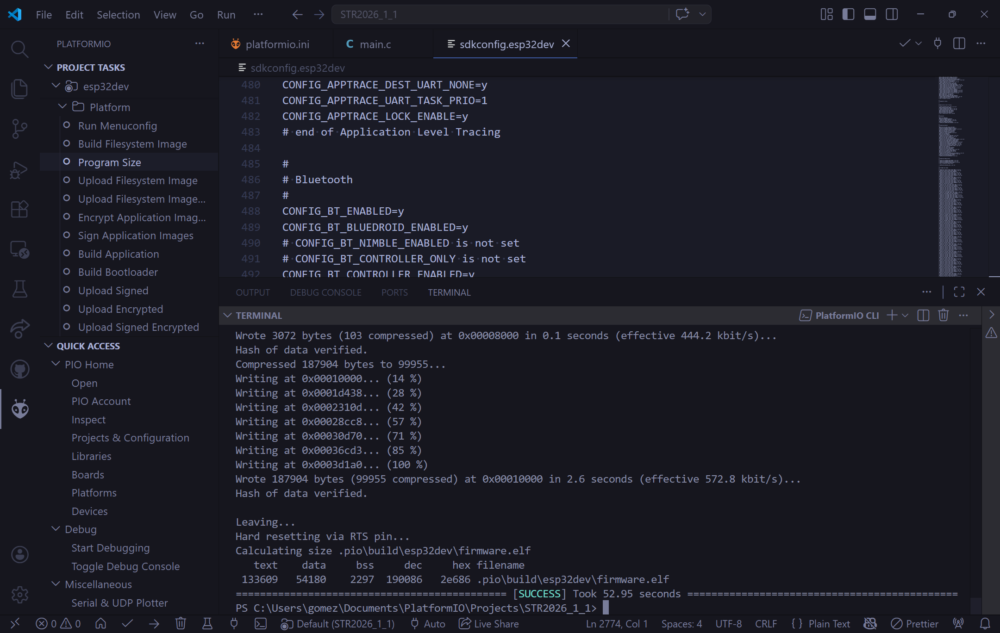 File Edit Selection View Go Run ··· STR2026_1_1
PLATFORMIO
PROJECT TASKS
esp32dev
Platform
Run Menuconfig
Build Filesystem Image
Program Size
Upload Filesystem Image
Upload Filesystem Image...
Encrypt Application Imag...
Sign Application Images
Build Application
Build Bootloader
Upload Signed
Upload Encrypted
Upload Signed Encrypted
QUICK ACCESS
PIO Home
Open
PIO Account
Inspect
Projects & Configuration
Libraries
Boards
Platforms
Devices
Debug
Start Debugging
Toggle Debug Console
Miscellaneous
Serial & UDP Plotter
platformio.ini C main.c sdkconfig.esp32dev
sdkconfig.esp32dev
480 CONFIG_APPTRACE_DEST_UART_NONE=y
481 CONFIG_APPTRACE_UART_TASK_PRIO=1
482 CONFIG_APPTRACE_LOCK_ENABLE=y
483 # end of Application Level Tracing
484
485 #
486 # Bluetooth
487 #
488 CONFIG_BT_ENABLED=y
489 CONFIG_BT_BLUEDROID_ENABLED=y
490 # CONFIG_BT_NIMBLE_ENABLED is not set
491 # CONFIG_BT_CONTROLLER_ONLY is not set
492 CONFIG_BT_CONTROLLER_ENABLED=y
OUTPUT DEBUG CONSOLE PORTS TERMINAL
TERMINAL PlatformIO CLI
Wrote 3072 bytes (103 compressed) at 0x00008000 in 0.1 seconds (effective 444.2 kbit/s)...
Hash of data verified.
Compressed 187904 bytes to 99955...
Writing at 0x00010000... (14 %)
Writing at 0x0001d438... (28 %)
Writing at 0x0002310d... (42 %)
Writing at 0x00028cc8... (57 %)
Writing at 0x00030d70... (71 %)
Writing at 0x00036cd3... (85 %)
Writing at 0x0003d1a0... (100 %)
Wrote 187904 bytes (99955 compressed) at 0x00010000 in 2.6 seconds (effective 572.8 kbit/s)...
Hash of data verified.
Leaving...
Hard resetting via RTS pin...
Calculating size .pio\build\esp32dev\firmware.elf
text data bss dec hex filename
133609 54180 2297 190086 2e686 .pio\build\esp32dev\firmware.elf
============================================= [SUCCESS] Took 52.95 seconds =============================================
PS C:\Users\gomez\Documents\PlatformIO\Projects\STR2026_1_1>
0 0 Default (STR2026_1_1) Auto Live Share Ln 2774, Col 1 Spaces: 4 UTF-8 CRLF { } Plain Text Prettier